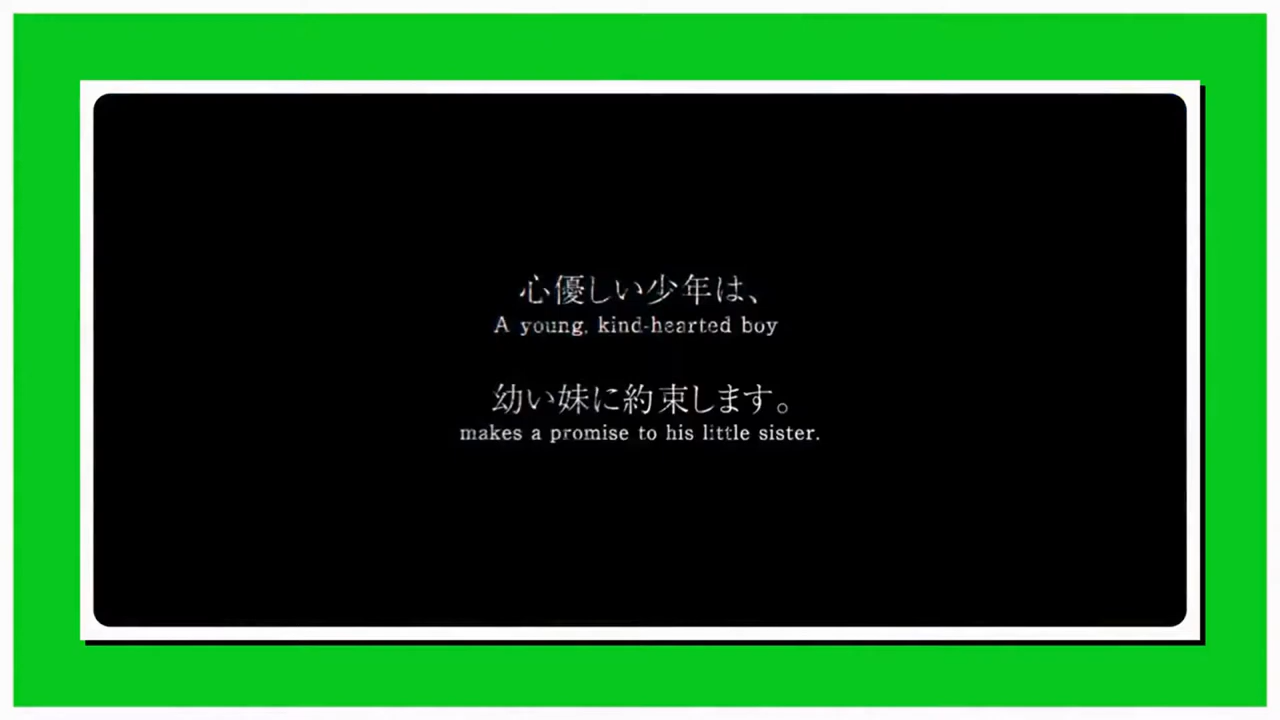 心優しい少年は、
A young, kind-hearted boy
幼い妹に約束します。
makes a promise to his little sister.